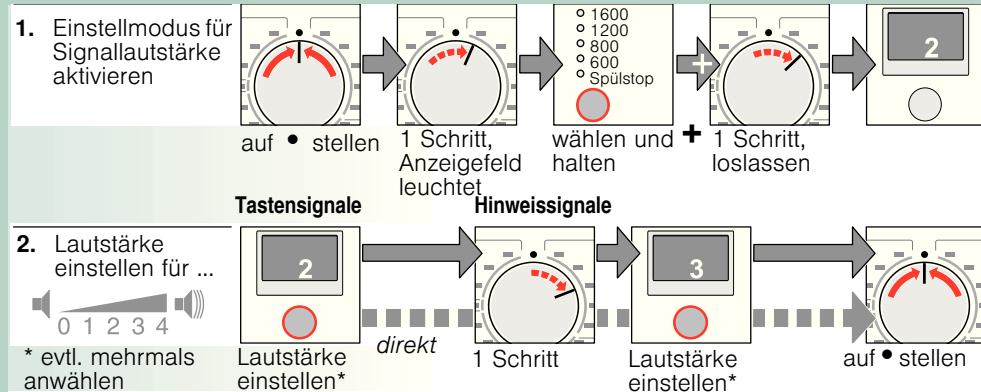 1. Einstellmodus für
Signallautstärke
aktivieren
1600
1200
800
600
Spülstop
+
2
auf • stellen
1 Schritt,
Anzeigefeld
leuchtet
wählen und
halten
+
1 Schritt,
loslassen
Tastensignale
Hinweissignale
2. Lautstärke
einstellen für ...
0 1 2 3 4
* evtl. mehrmals
anwählen
2
Lautstärke
einstellen*
direkt
1 Schritt
3
Lautstärke
einstellen*
auf • stellen